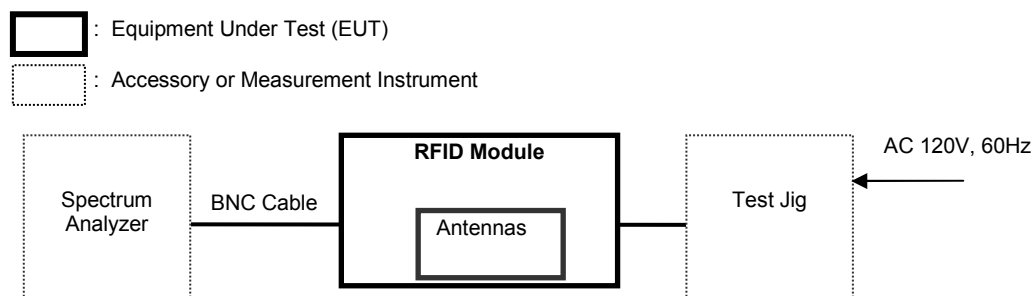 : Equipment Under Test (EUT)
: Accessory or Measurement Instrument
RFID Module
AC 120V, 60Hz
Spectrum
Analyzer
BNC Cable
Antennas
Test Jig